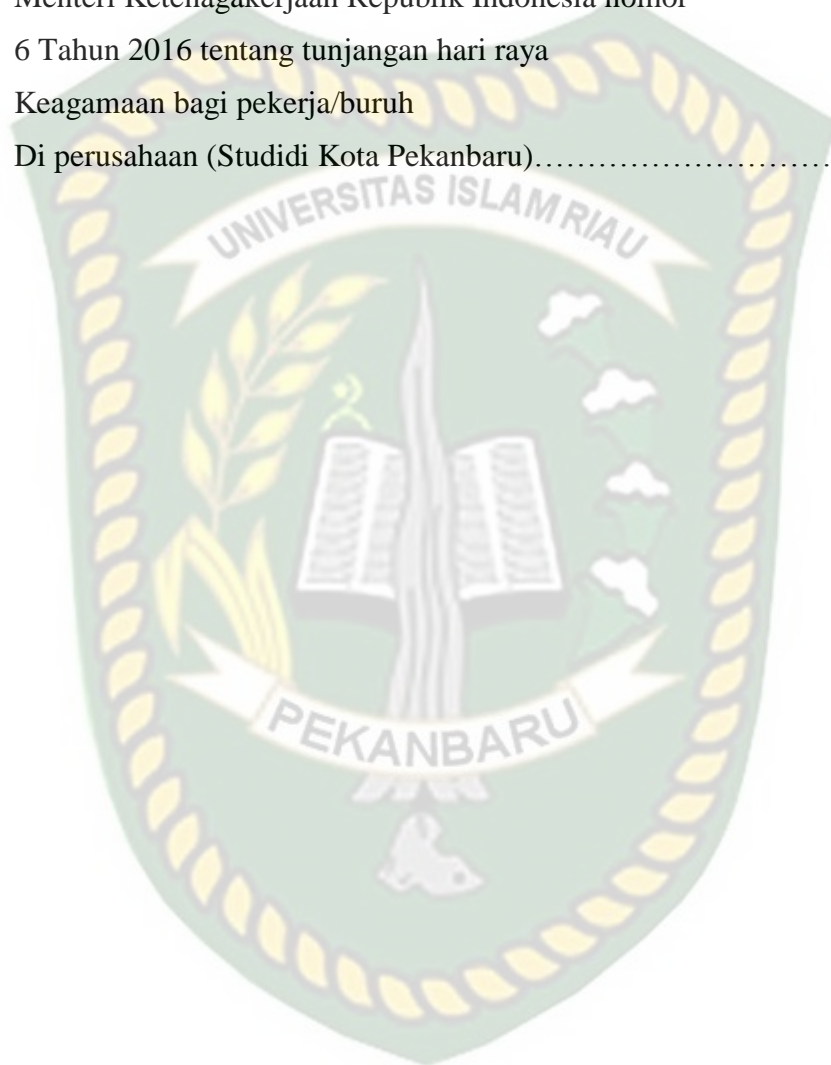 Menteri Ketenagakerjaan Republik Indonesia nomor
6 Tahun 2016 tentang tunjangan hari raya
Keagamaan bagi pekerja/buruh
Di perusahaan (Studidi Kota Pekanbaru)…………………………
UNIVERSITAS ISLAM RIAU
PEKANBARU